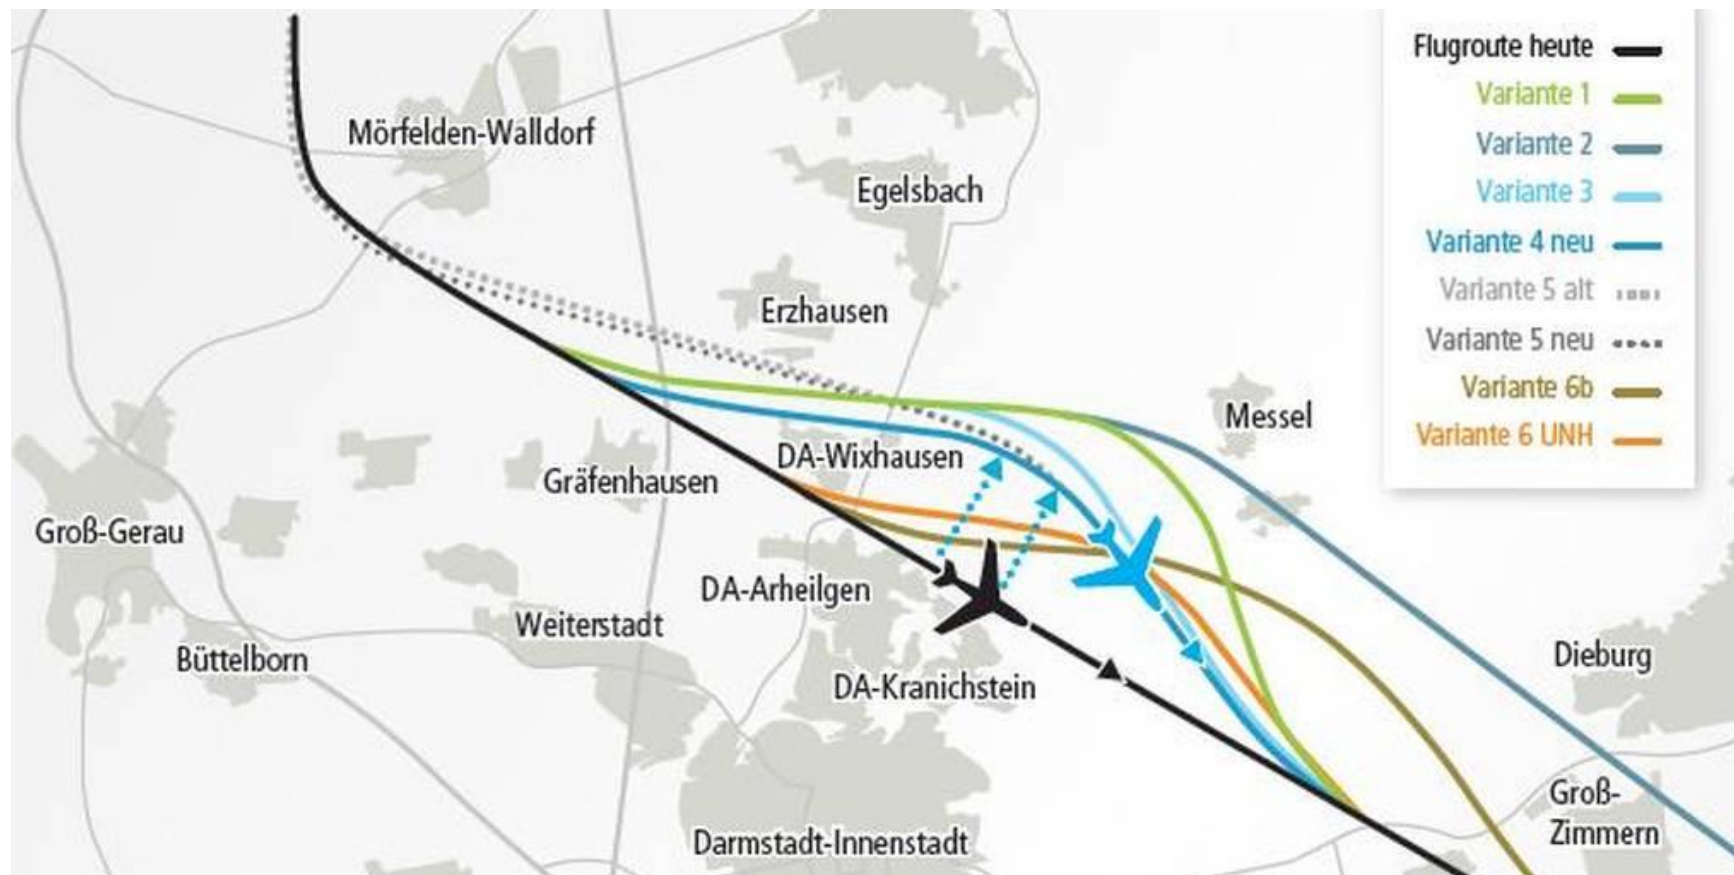 Flugroute heute
Variante 1
Variante 2
Variante 3
Variante 4 neu
Variante 5 alt
Variante 5 neu
Variante 6b
Variante 6 UNH
Mörfelden-Walldorf
Egelsbach
Erzhausen
Messel
DA-Wixhausen
Gräfenhausen
Groß-Gerau
DA-Arheilgen
Weiterstadt
Büttelborn
Dieburg
DA-Kranichstein
Groß-
Zimmern
Darmstadt-Innenstadt